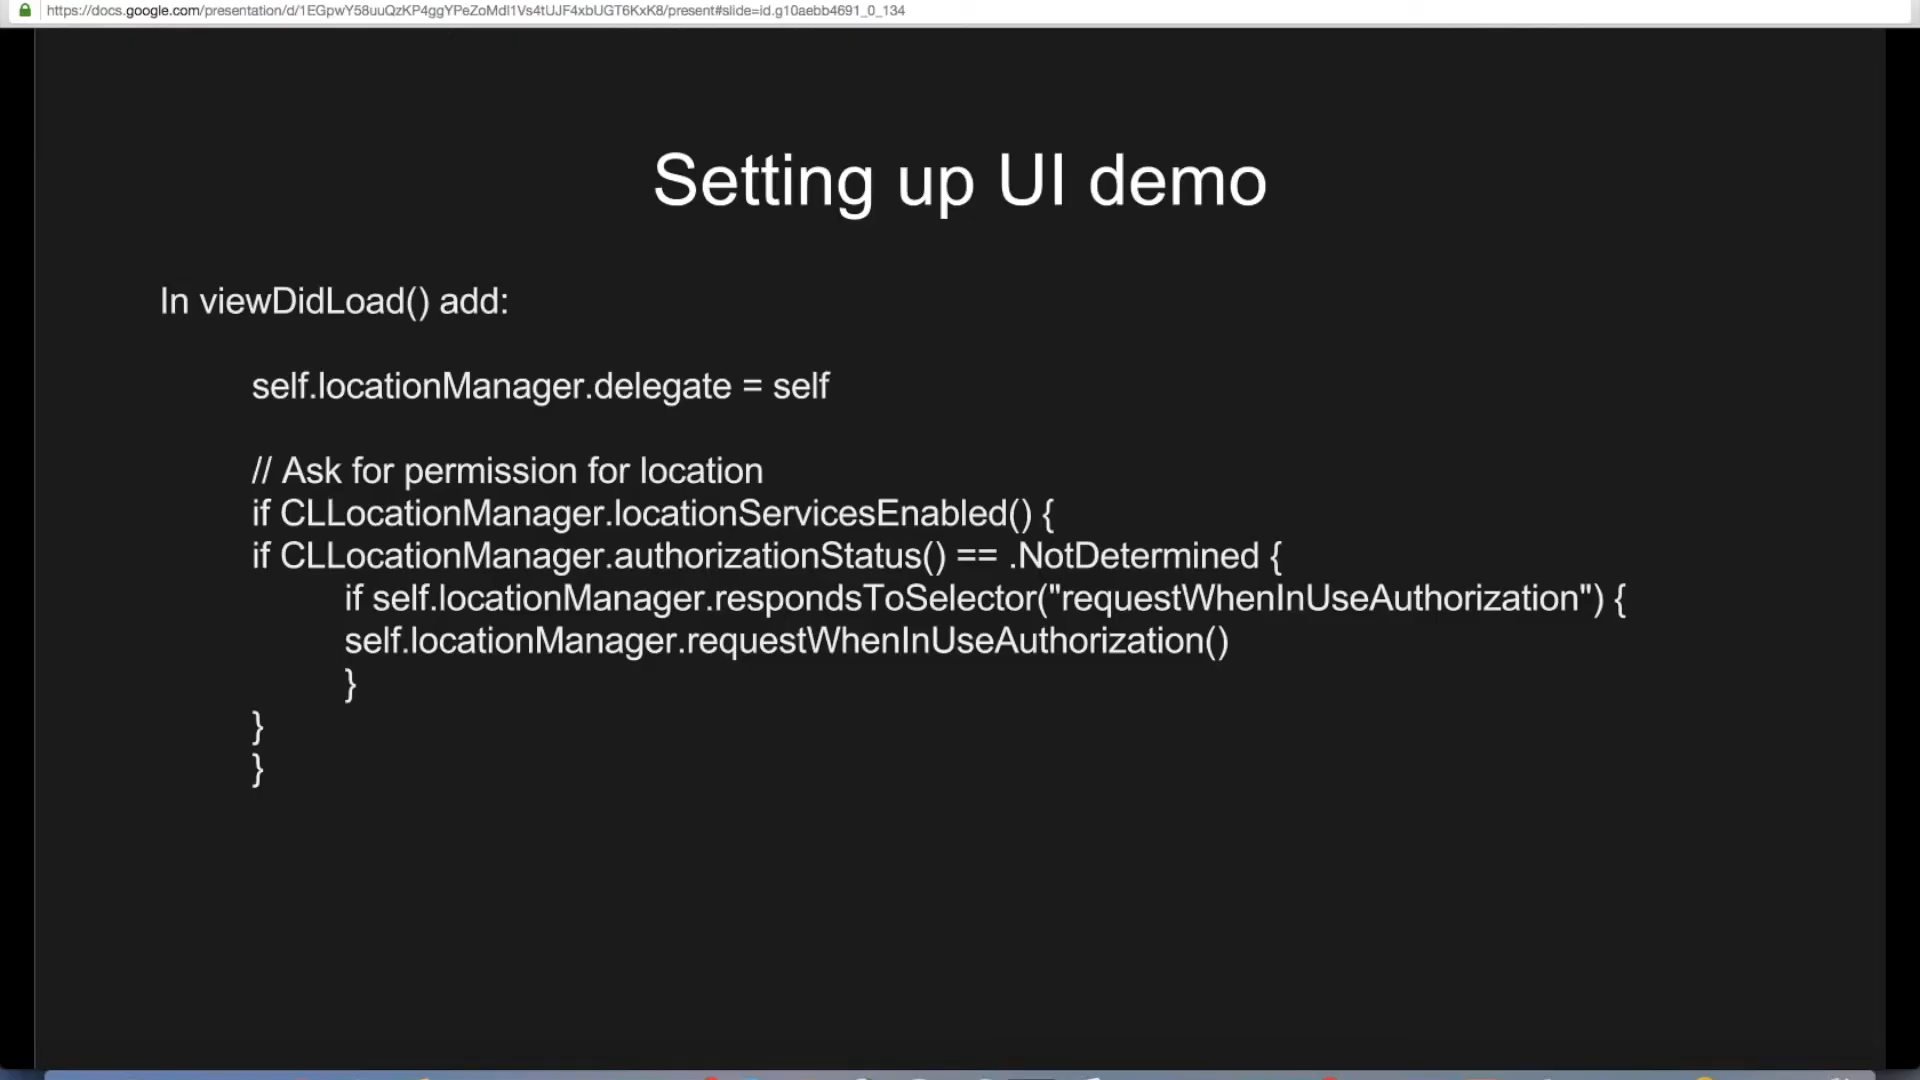 https://docs.google.com/presentation/d/1EGpwY58uuQzKP4ggYPeZoMdl1Vs4tUJF4xbUGT6KxK8/present#slide=id.g10aebb4691_0_134
Setting up UI demo
In viewDidLoad() add:
self.locationManager.delegate = self
// Ask for permission for location
if CLLocationManager.locationServicesEnabled() {
if CLLocationManager.authorizationStatus() == .NotDetermined {
if self.locationManager.respondsToSelector("requestWhenInUseAuthorization") {
self.locationManager.requestWhenInUseAuthorization()
}
}
}